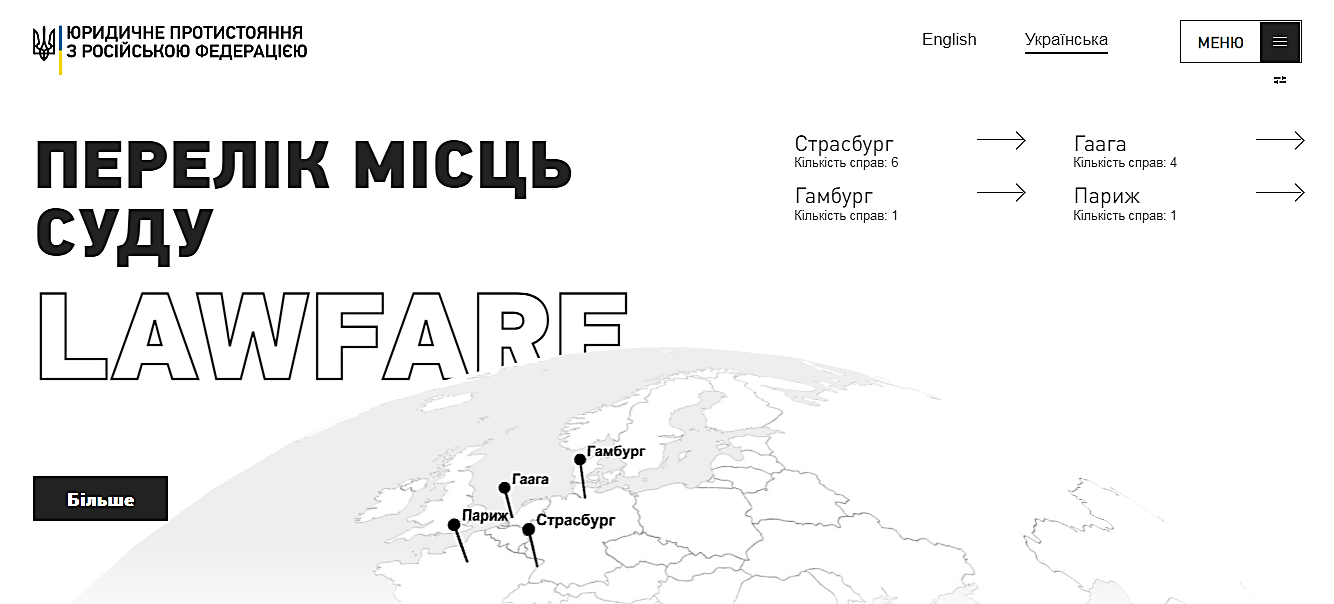 ЮРИДИЧНЕ ПРОТИСТОЯННЯ
З РОСІЙСЬКОЮ ФЕДЕРАЦІЄЮ
English
Українська
МЕНЮ
ПЕРЕЛІК МІСЦЬ
СУДУ
LAWFARE
Страсбург
Кількість справ: 6
Гаага
Кількість справ: 4
Гамбург
Кількість справ: 1
Париж
Кількість справ: 1
Більше
Гамбург
Гаага
Париж
Страсбург